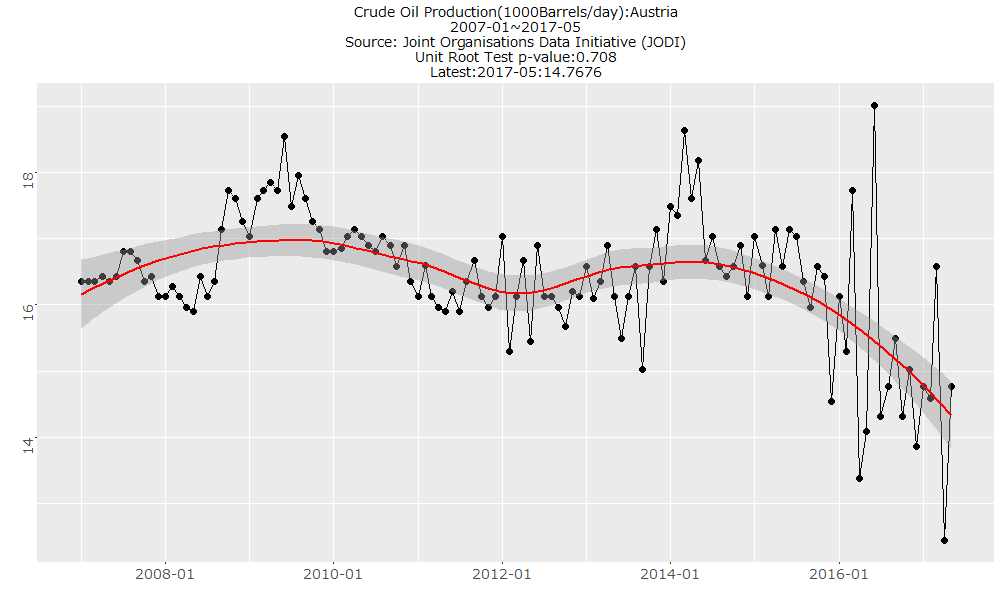 Crude Oil Production(1000Barrels/day):Austria
2007-01~2017-05
Source: Joint Organisations Data Initiative (JODI)
Unit Root Test p-value:0.708
Latest:2017-05:14.7676
18
16
14
2008-01
2010-01
2012-01
2014-01
2016-01